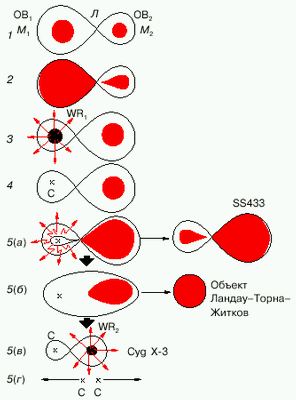 ОВ₁ Л ОВ₂
1 М₁ М₂
2
WR₁
3
4
С
SS433
5(а)
5(б) Объект
Ландау–Торна–
Житков
WR₂
С
5(в) Cyg X-3
5(г)
С С